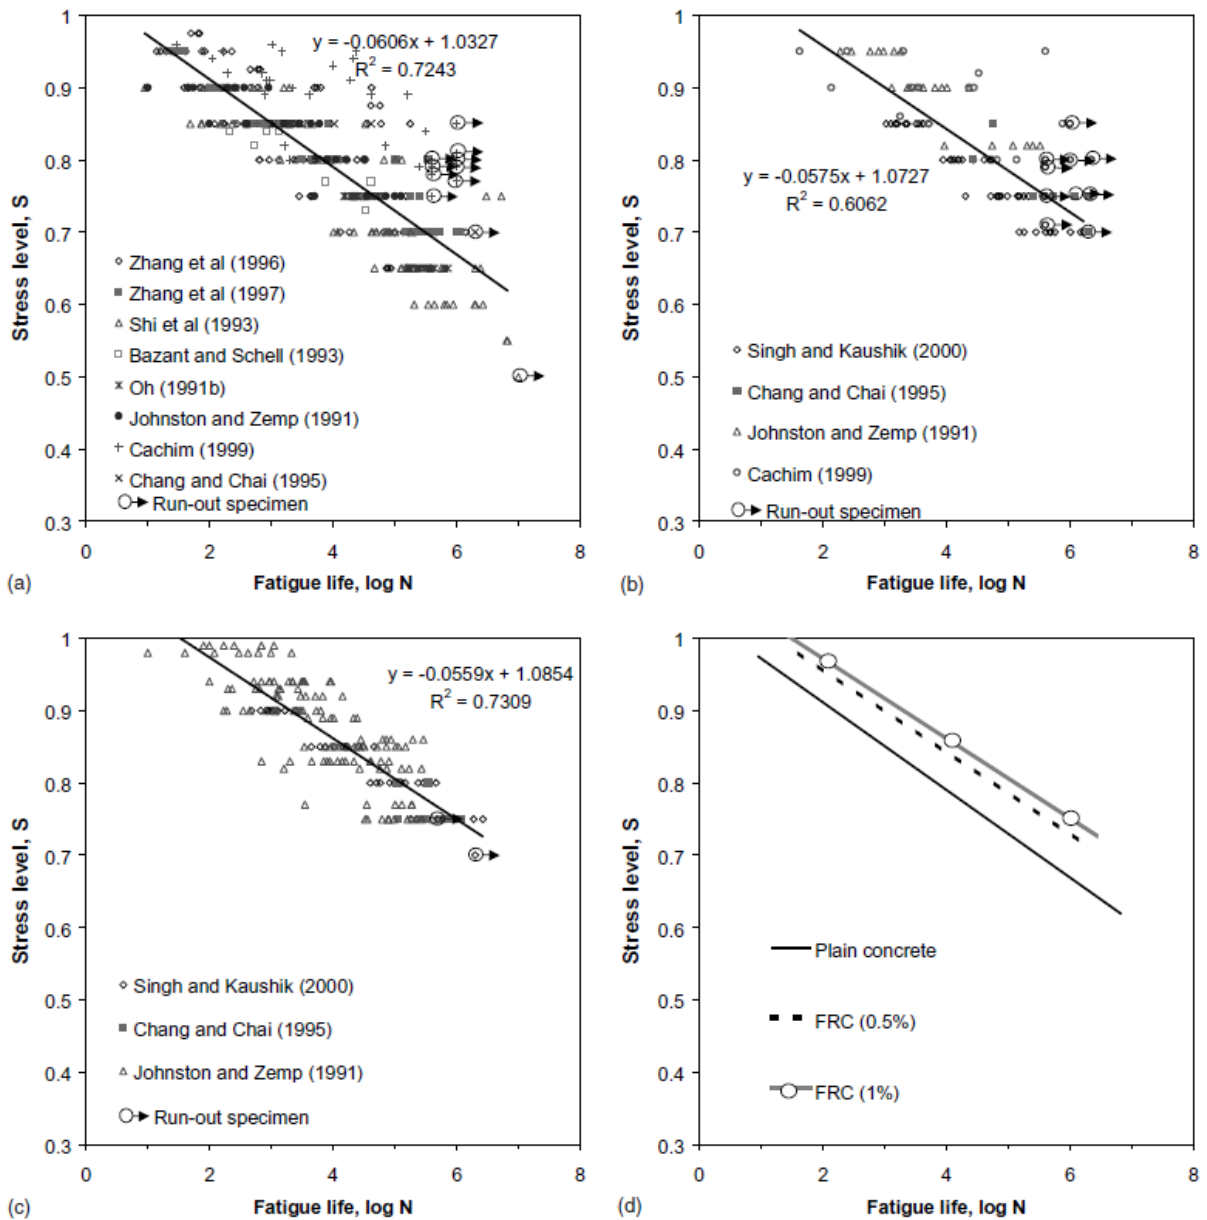 1
0.9
0.8
0.7
0.6
0.5
0.4
0.3
0 2 4 6 8
Stress level, S
Fatigue life, log N
(a)
y = -0.0606x + 1.0327
R² = 0.7243
Zhang et al (1996)
Zhang et al (1997)
Shi et al (1993)
Bazant and Schell (1993)
Oh (1991b)
Johnston and Zemp (1991)
Cachim (1999)
Chang and Chai (1995)
Run-out specimen
1
0.9
0.8
0.7
0.6
0.5
0.4
0.3
0 2 4 6 8
Stress level, S
Fatigue life, log N
(b)
y = -0.0575x + 1.0727
R² = 0.6062
Singh and Kaushik (2000)
Chang and Chai (1995)
Johnston and Zemp (1991)
Cachim (1999)
Run-out specimen
1
0.9
0.8
0.7
0.6
0.5
0.4
0.3
0 2 4 6 8
Stress level, S
Fatigue life, log N
(c)
y = -0.0559x + 1.0854
R² = 0.7309
Singh and Kaushik (2000)
Chang and Chai (1995)
Johnston and Zemp (1991)
Run-out specimen
1
0.9
0.8
0.7
0.6
0.5
0.4
0.3
0 2 4 6 8
Stress level, S
Fatigue life, log N
(d)
Plain concrete
FRC (0.5%)
FRC (1%)